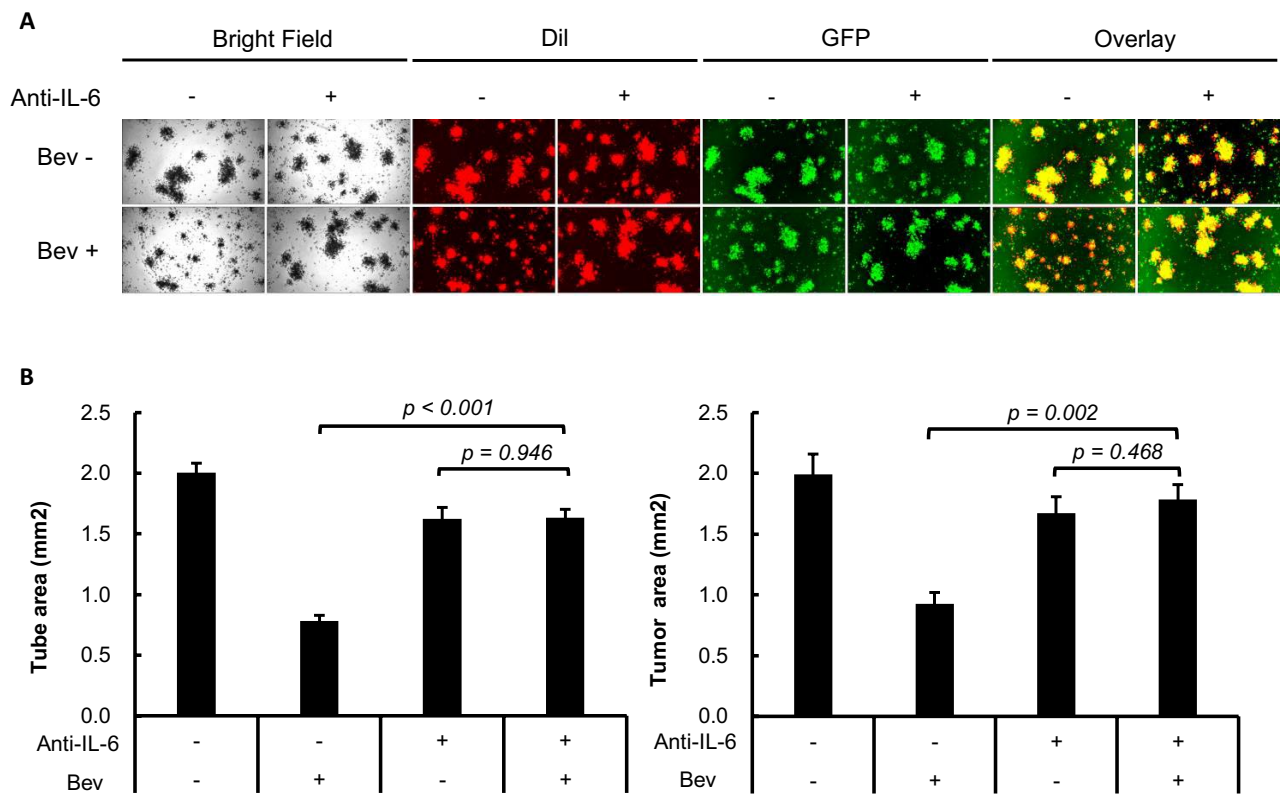 A
Bright Field Dil GFP Overlay
Anti-IL-6 - + - + - + - +
Bev -
Bev +
B
2.5
2.0
1.5
1.0
0.5
0.0
Tube area (mm2)
p < 0.001
p = 0.946
Anti-IL-6 - - + +
Bev - + - +
2.5
2.0
1.5
1.0
0.5
0.0
Tumor area (mm2)
p = 0.002
p = 0.468
Anti-IL-6 - - + +
Bev - + - +